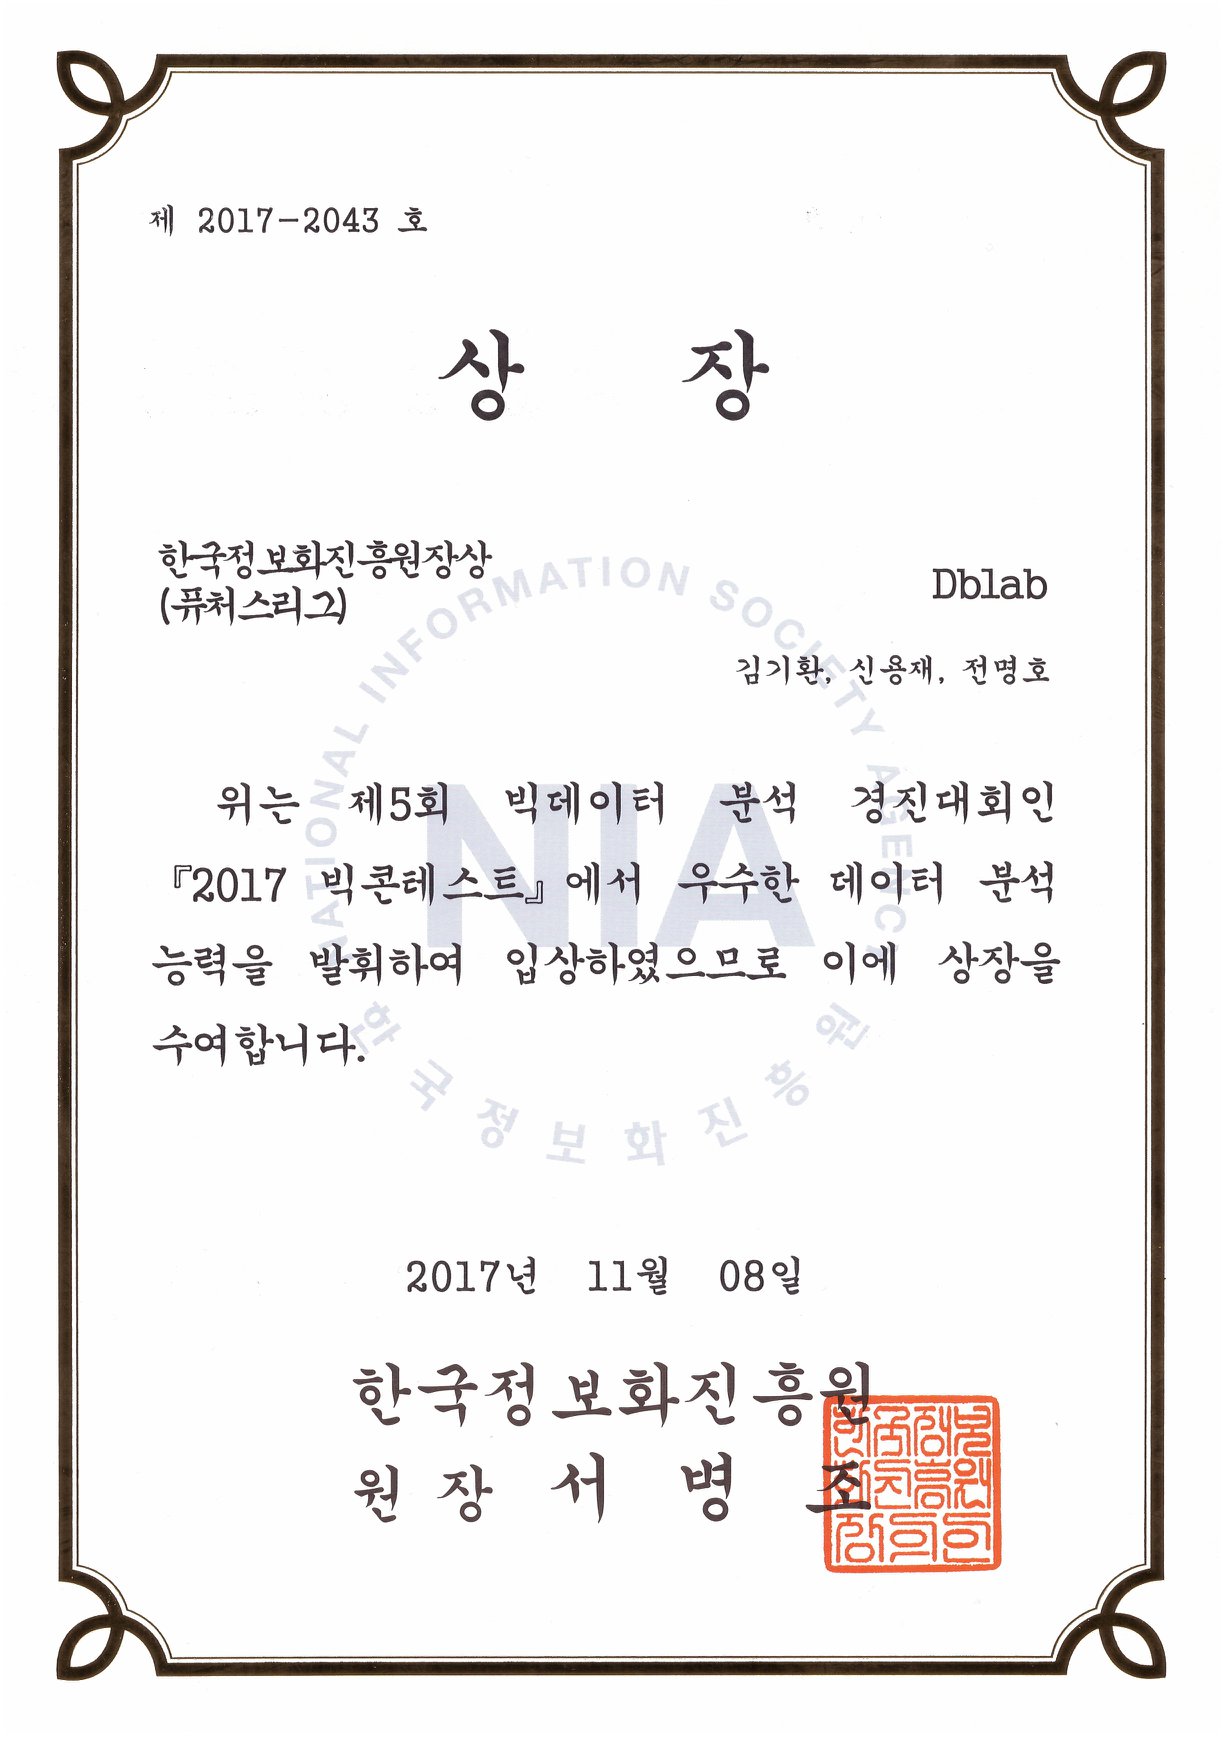 제 2017-2043 호
상 장
한국정보화진흥원장상
(퓨처스리그)
Dblab
김기환, 신용재, 전명호
위는 제5회 빅데이터 분석 경진대회인
『2017 빅콘테스트』에서 우수한 데이터 분석
능력을 발휘하여 입상하였으므로 이에 상장을
수여합니다.
NATIONAL INFORMATION SOCIETY AGENCY
NIA
한국정보화진흥원
2017년 11월 08일
한국정보화진흥원
원장 서 병 조